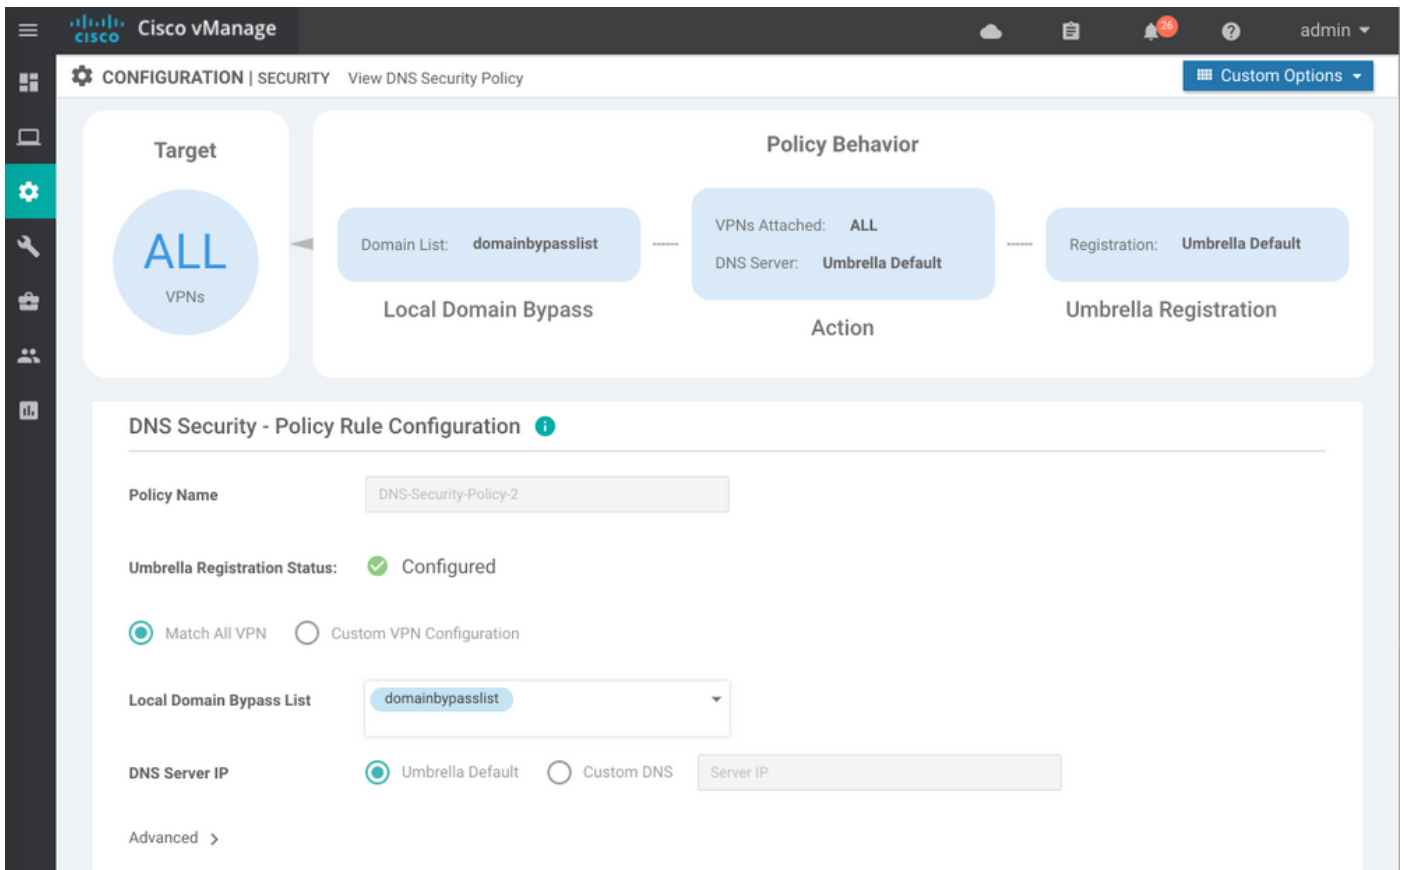 cisco Cisco vManage 26 admin
CONFIGURATION | SECURITY View DNS Security Policy Custom Options
Target
ALL
VPNs
Policy Behavior
Domain List: domainbypasslist
Local Domain Bypass
VPNs Attached: ALL
DNS Server: Umbrella Default
Action
Registration: Umbrella Default
Umbrella Registration
DNS Security - Policy Rule Configuration
Policy Name DNS-Security-Policy-2
Umbrella Registration Status: Configured
Match All VPN Custom VPN Configuration
Local Domain Bypass List domainbypasslist
DNS Server IP Umbrella Default Custom DNS Server IP
Advanced